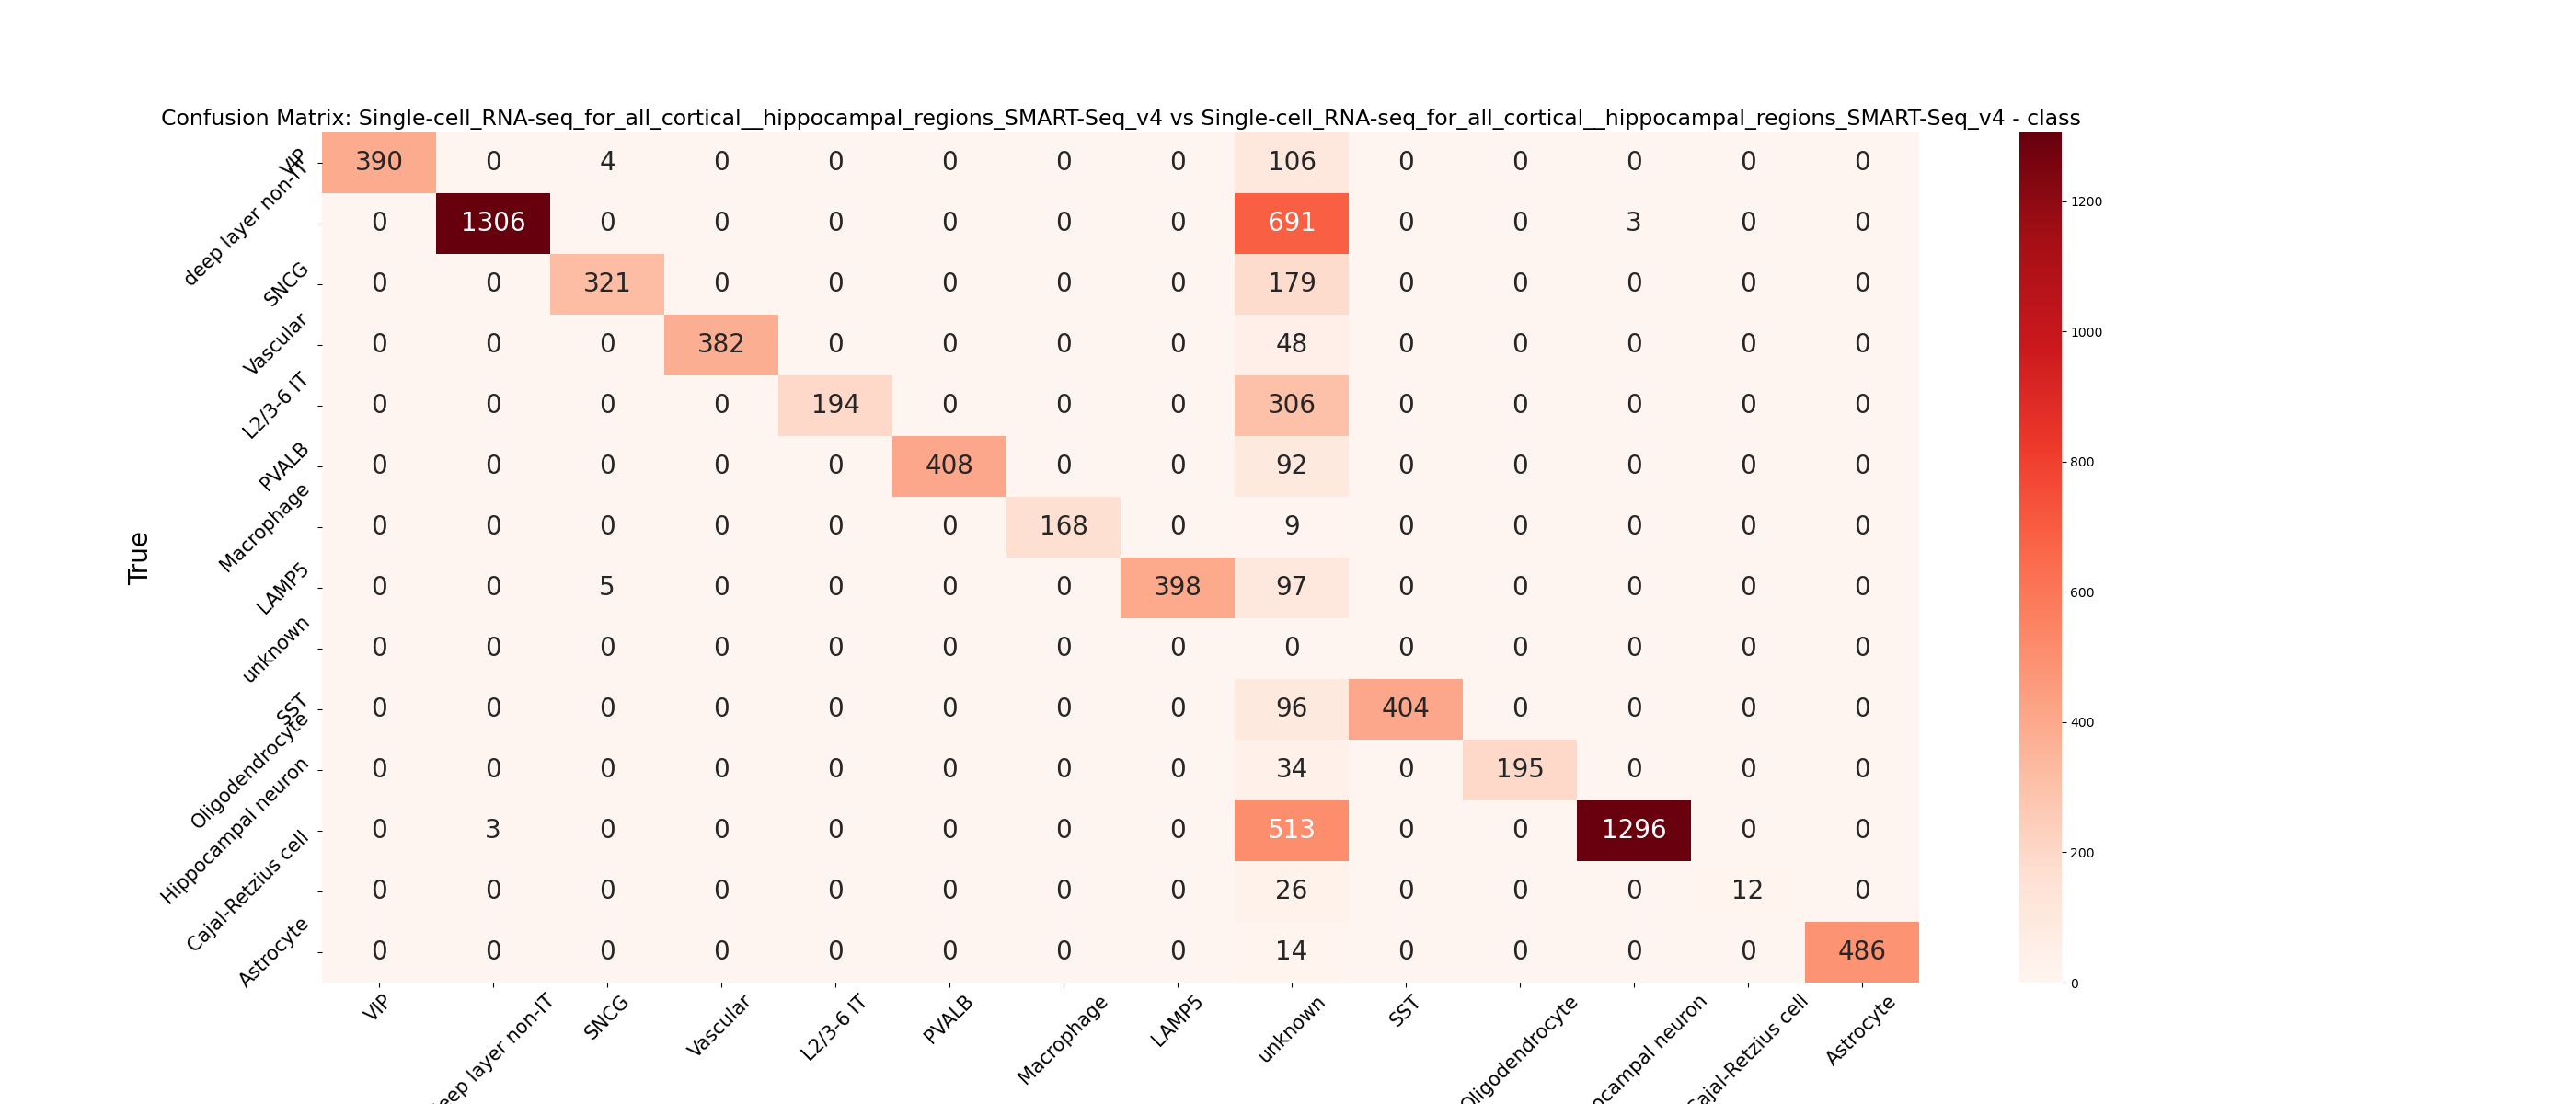 Confusion Matrix: Single-cell_RNA-seq_for_all_cortical__hippocampal_regions_SMART-Seq_v4 vs Single-cell_RNA-seq_for_all_cortical__hippocampal_regions_SMART-Seq_v4 - class
True
VIP 390 0 4 0 0 0 0 0 106 0 0 0 0 0
deep layer non-IT 0 1306 0 0 0 0 0 0 691 0 0 3 0 0
SNCG 0 0 321 0 0 0 0 0 179 0 0 0 0 0
Vascular 0 0 0 382 0 0 0 0 48 0 0 0 0 0
L2/3-6 IT 0 0 0 0 194 0 0 0 306 0 0 0 0 0
PVALB 0 0 0 0 0 408 0 0 92 0 0 0 0 0
Macrophage 0 0 0 0 0 0 168 0 9 0 0 0 0 0
LAMP5 0 0 5 0 0 0 0 398 97 0 0 0 0 0
unknown 0 0 0 0 0 0 0 0 0 0 0 0 0 0
SST 0 0 0 0 0 0 0 0 96 404 0 0 0 0
Oligodendrocyte 0 0 0 0 0 0 0 0 34 0 195 0 0 0
Hippocampal neuron 0 3 0 0 0 0 0 0 513 0 0 1296 0 0
Cajal-Retzius cell 0 0 0 0 0 0 0 0 26 0 0 0 12 0
Astrocyte 0 0 0 0 0 0 0 0 14 0 0 0 0 486
VIP
layer non-IT
SNCG
Vascular
L2/3-6 IT
PVALB
Macrophage
LAMP5
unknown
SST
Oligodendrocyte
neuron
cell
Astrocyte
1200
1000
800
600
400
200
0